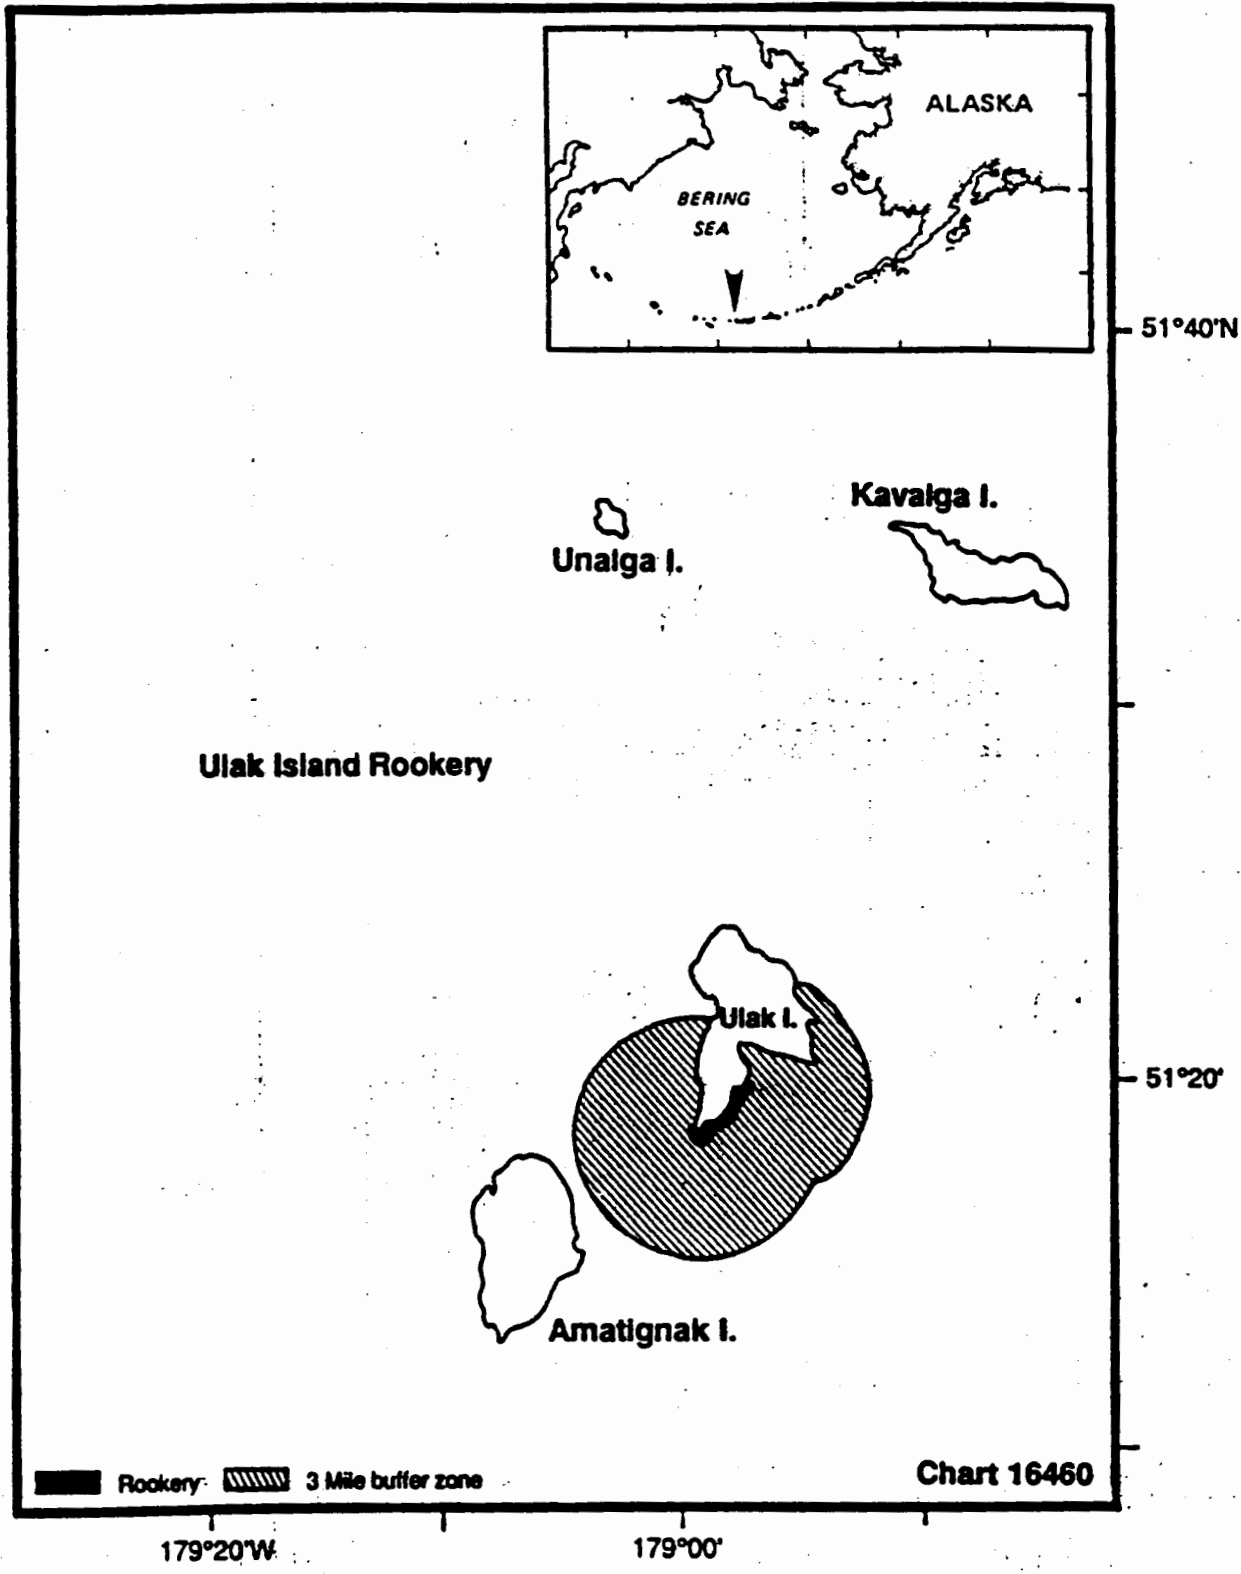 ALASKA
BERING
SEA
51°40'N
Kavalga I.
Unalga I.
Ulak Island Rookery
Ulak I.
51°20'
Amatignak I.
Rookery
3 Mile buffer zone
Chart 16460
179°20'W
179°00'